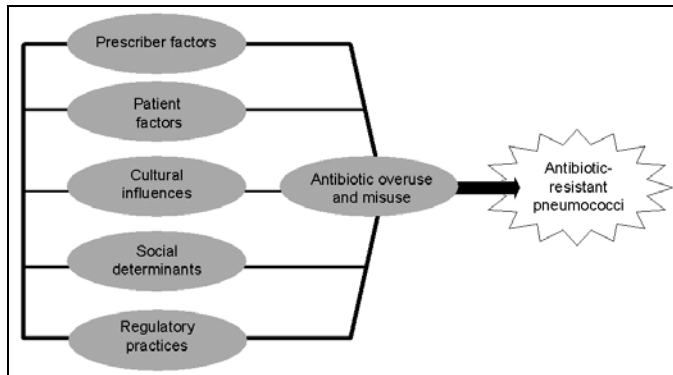 Prescriber factors
Patient
factors
Cultural
influences
Social
determinants
Regulatory
practices
Antibiotic overuse
and misuse
Antibiotic-
resistant
pneumococci